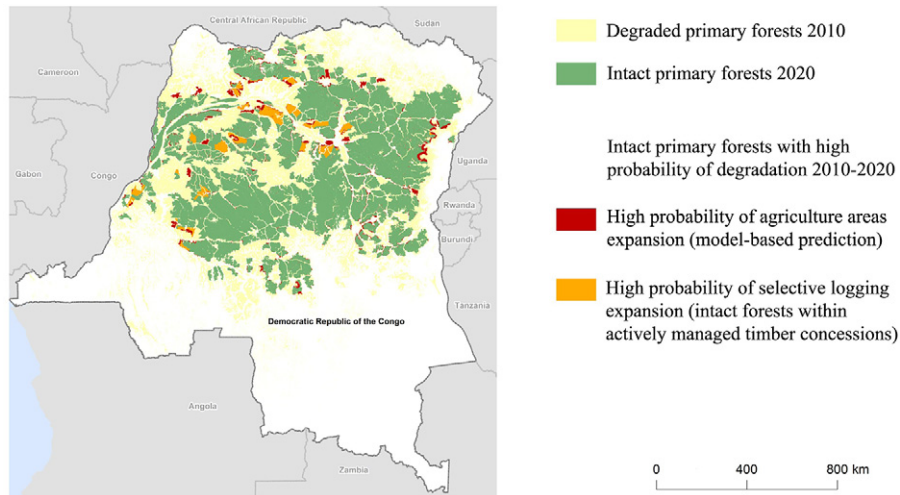 Central African Republic
Sudan
Cameroon
Uganda
Gabon
Congo
Rwanda
Burundi
Tanzania
Democratic Republic of the Congo
Angola
Zambia
Degraded primary forests 2010
Intact primary forests 2020
Intact primary forests with high
probability of degradation 2010-2020
High probability of agriculture areas
expansion (model-based prediction)
High probability of selective logging
expansion (intact forests within
actively managed timber concessions)
0 400 800 km